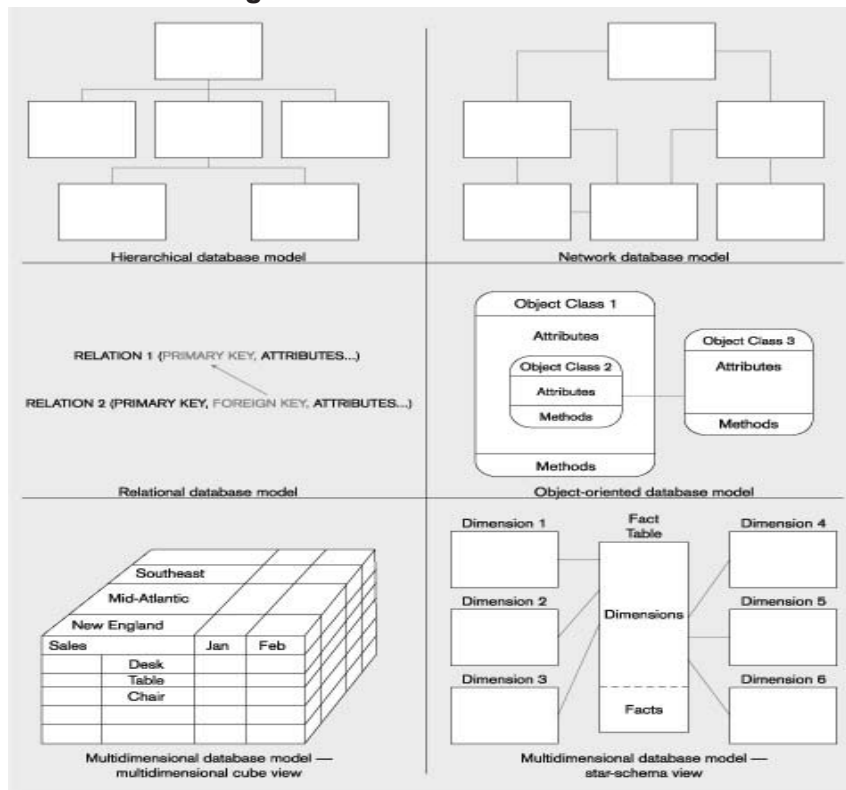 Hierarchical database model
Network database model
RELATION 1 (PRIMARY KEY, ATTRIBUTES...)
RELATION 2 (PRIMARY KEY, FOREIGN KEY, ATTRIBUTES...)
Relational database model
Object Class 1
Attributes
Object Class 2
Attributes
Methods
Methods
Object Class 3
Attributes
Methods
Object-oriented database model
Southeast
Mid-Atlantic
New England
Sales Jan Feb
Desk
Table
Chair
Multidimensional database model —
multidimensional cube view
Dimension 1
Dimension 2
Dimension 3
Fact
Table
Dimensions
Facts
Dimension 4
Dimension 5
Dimension 6
Multidimensional database model —
star-schema view